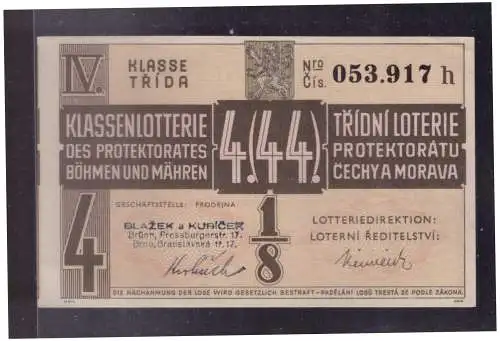 IV.
KLASSE
TŘÍDA
Nro
Čís. 053.917 h
KLASSENLOTTERIE
DES PROTEKTORATES
BÖHMEN UND MÄHREN
4.(44.)
TŘÍDNÍ LOTERIE
PROTEKTORÁTU
ČECHY A MORAVA
4
GESCHÄFTSSTELLE: PRODEJNA
BLAŽEK a KUBÍČEK
Brünn, Pressburgerstr. 17.
Brno, Bratislavská tř. 17.
1/8
LOTTERIEDIREKTION:
LOTERNÍ ŘEDITELSTVÍ:
DIE NACHAHMUNG DER LOSE WIRD GESETZLICH BESTRAFT – PADĚLÁNÍ LOSŮ TRESTÁ SE PODLE ZÁKONA.